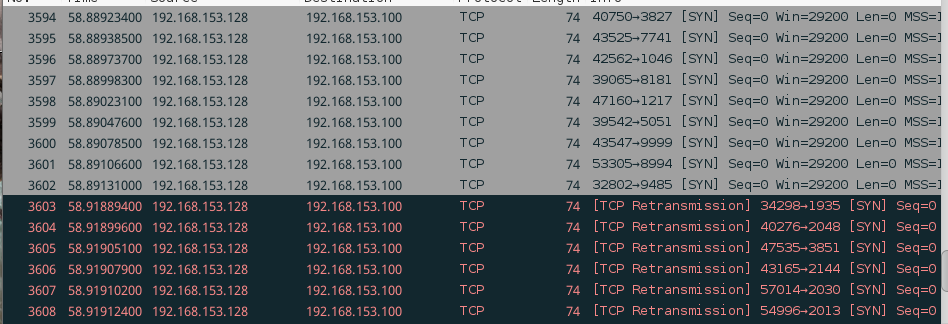 3594 58.88923400 192.168.153.128 192.168.153.100 TCP 74 40750→3827 [SYN] Seq=0 Win=29200 Len=0 MSS=1
3595 58.88938500 192.168.153.128 192.168.153.100 TCP 74 43525→7741 [SYN] Seq=0 Win=29200 Len=0 MSS=1
3596 58.88973700 192.168.153.128 192.168.153.100 TCP 74 42562→1046 [SYN] Seq=0 Win=29200 Len=0 MSS=1
3597 58.88998300 192.168.153.128 192.168.153.100 TCP 74 39065→8181 [SYN] Seq=0 Win=29200 Len=0 MSS=1
3598 58.89023100 192.168.153.128 192.168.153.100 TCP 74 47160→1217 [SYN] Seq=0 Win=29200 Len=0 MSS=1
3599 58.89047600 192.168.153.128 192.168.153.100 TCP 74 39542→5051 [SYN] Seq=0 Win=29200 Len=0 MSS=1
3600 58.89078500 192.168.153.128 192.168.153.100 TCP 74 43547→9999 [SYN] Seq=0 Win=29200 Len=0 MSS=1
3601 58.89106600 192.168.153.128 192.168.153.100 TCP 74 53305→8994 [SYN] Seq=0 Win=29200 Len=0 MSS=1
3602 58.89131000 192.168.153.128 192.168.153.100 TCP 74 32802→9485 [SYN] Seq=0 Win=29200 Len=0 MSS=1
3603 58.91889400 192.168.153.128 192.168.153.100 TCP 74 [TCP Retransmission] 34298→1935 [SYN] Seq=0
3604 58.91899600 192.168.153.128 192.168.153.100 TCP 74 [TCP Retransmission] 40276→2048 [SYN] Seq=0
3605 58.91905100 192.168.153.128 192.168.153.100 TCP 74 [TCP Retransmission] 47535→3851 [SYN] Seq=0
3606 58.91907900 192.168.153.128 192.168.153.100 TCP 74 [TCP Retransmission] 43165→2144 [SYN] Seq=0
3607 58.91910200 192.168.153.128 192.168.153.100 TCP 74 [TCP Retransmission] 57014→2030 [SYN] Seq=0
3608 58.91912400 192.168.153.128 192.168.153.100 TCP 74 [TCP Retransmission] 54996→2013 [SYN] Seq=0